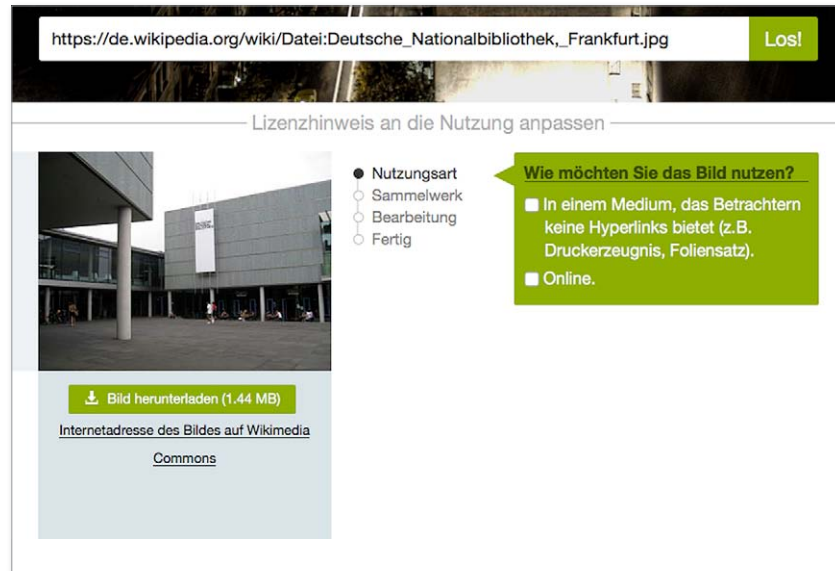 https://de.wikipedia.org/wiki/Datei:Deutsche_Nationalbibliothek,_Frankfurt.jpg
Los!
Lizenzhinweis an die Nutzung anpassen
Nutzungsart
Sammelwerk
Bearbeitung
Fertig
Wie möchten Sie das Bild nutzen?
In einem Medium, das Betrachtern
keine Hyperlinks bietet (z.B.
Druckerzeugnis, Foliensatz).
Online.
Bild herunterladen (1.44 MB)
Internetadresse des Bildes auf Wikimedia
Commons